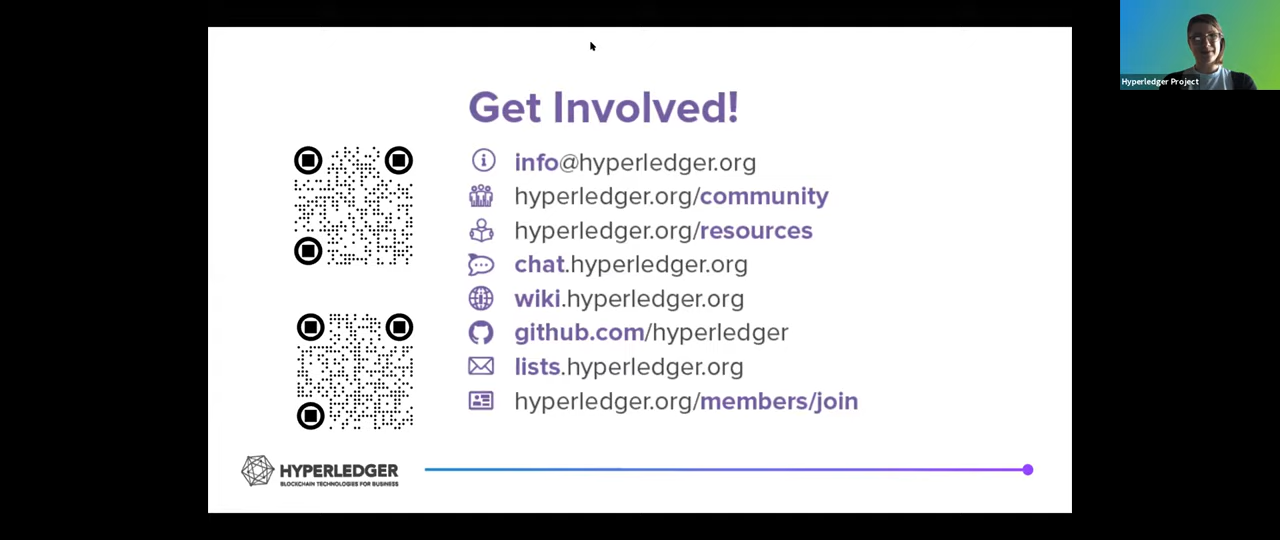 Get Involved!
info@hyperledger.org
hyperledger.org/community
hyperledger.org/resources
chat.hyperledger.org
wiki.hyperledger.org
github.com/hyperledger
lists.hyperledger.org
hyperledger.org/members/join
HYPERLEDGER
BLOCKCHAIN TECHNOLOGIES FOR BUSINESS
Hyperledger Project